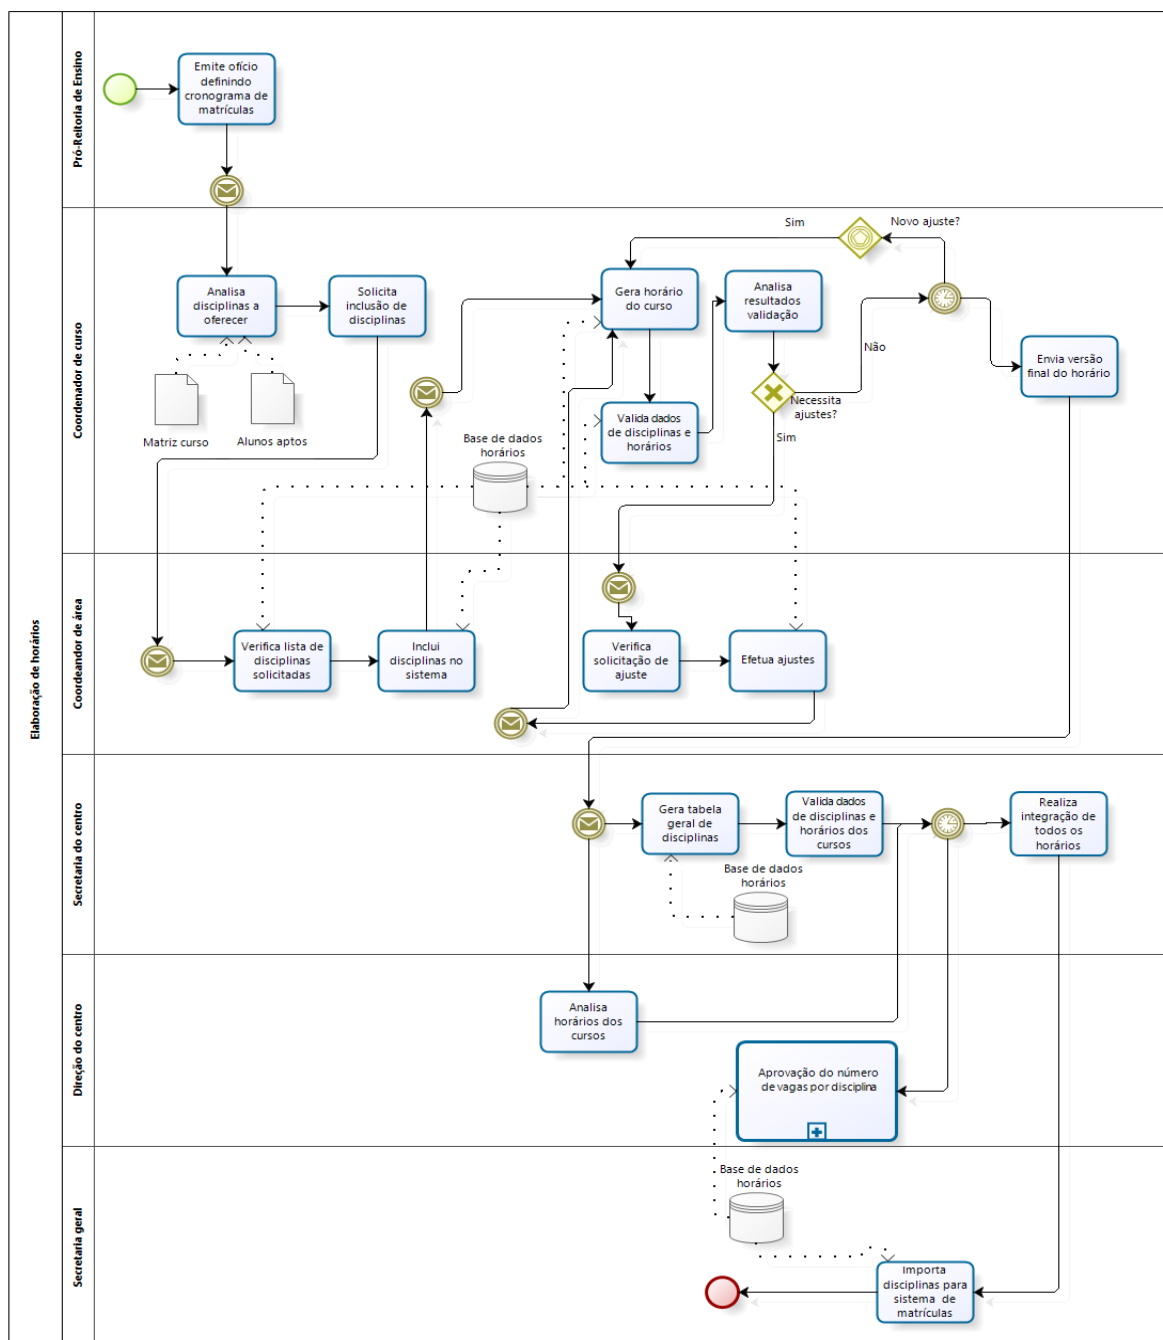 Elaboração de horários
Pró-Reitoria de Ensino
Emite ofício
definindo
cronograma de
matrículas
Coordenador de curso
Analisa
disciplinas a
oferecer
Solicita
inclusão de
disciplinas
Matriz curso
Alunos aptos
Sim
Novo ajuste?
Gera horário
do curso
Analisa
resultados
validação
Não
Envia versão
final do horário
Necessita
ajustes?
Sim
Valida dados
de disciplinas e
horários
Base de dados
horários
Coordeandor de área
Verifica lista de
disciplinas
solicitadas
Inclui
disciplinas no
sistema
Verifica
solicitação de
ajuste
Efetua ajustes
Secretaria do centro
Gera tabela
geral de
disciplinas
Valida dados
de disciplinas e
horários dos
cursos
Realiza
integração de
todos os
horários
Base de dados
horários
Direção do centro
Analisa
horários dos
cursos
Aprovação do número
de vagas por disciplina
Secretaria geral
Base de dados
horários
Importa
disciplinas para
sistema de
matrículas